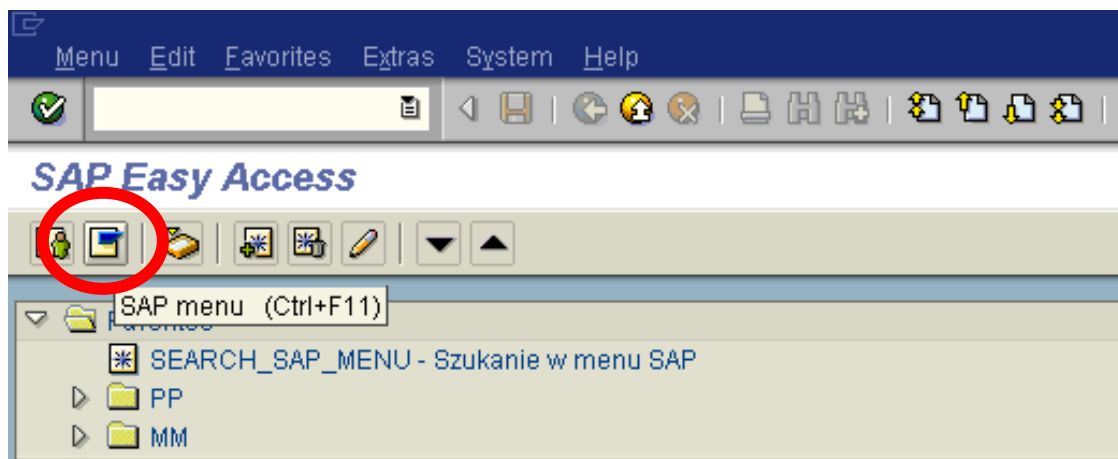 Menu Edit Favorites Extras System Help
SAP Easy Access
SAP menu (Ctrl+F11)
SEARCH_SAP_MENU - Szukanie w menu SAP
PP
MM